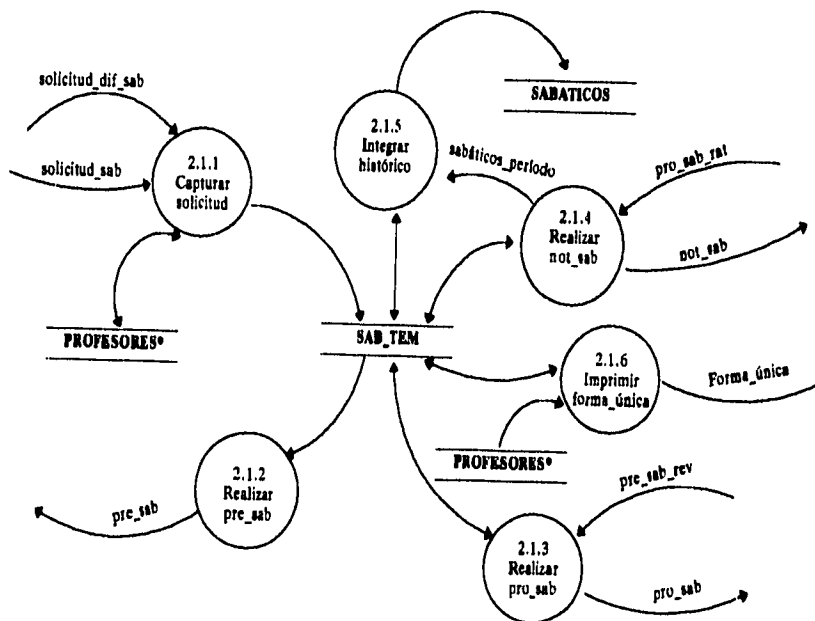 solicitud_dif_sab
solicitud_sab
2.1.1
Capturar
solicitud
PROFESORES*
SABATICOS
2.1.5
Integrar
histórico
sabáticos_período
pro_sab_rat
2.1.4
Realizar
not_sab
not_sab
SAB_TEM
2.1.6
Imprimir
forma_única
Forma_única
PROFESORES*
2.1.2
Realizar
pre_sab
pre_sab
pre_sab_rev
2.1.3
Realizar
pro_sab
pro_sab